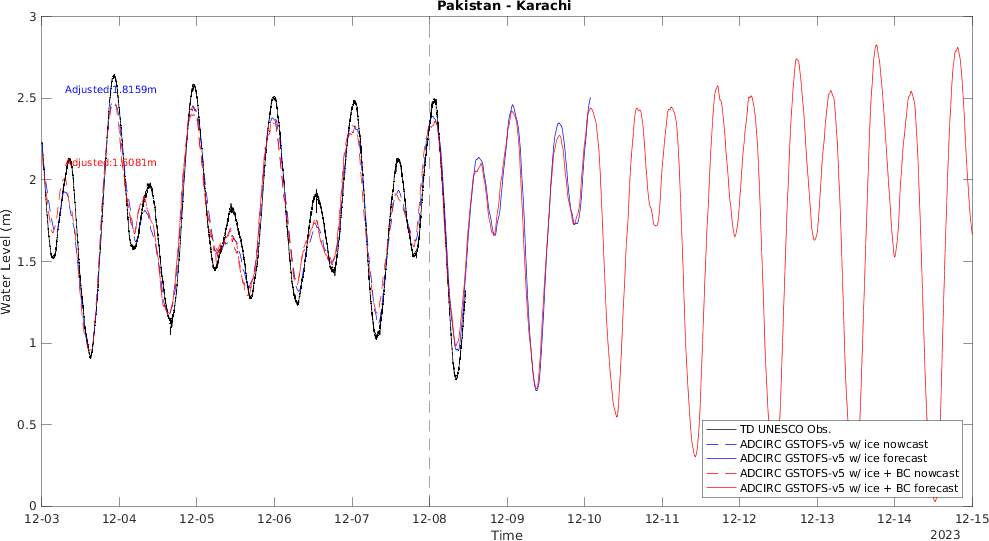 Pakistan - Karachi
3
2.5
2
1.5
1
0.5
0
Water Level (m)
Adjusted:1.8159m
Adjusted:1.6081m
TD UNESCO Obs.
ADCIRC GSTOFS-v5 w/ ice nowcast
ADCIRC GSTOFS-v5 w/ ice forecast
ADCIRC GSTOFS-v5 w/ ice + BC nowcast
ADCIRC GSTOFS-v5 w/ ice + BC forecast
12-03 12-04 12-05 12-06 12-07 12-08 12-09 12-10 12-11 12-12 12-13 12-14 12-15
Time
2023